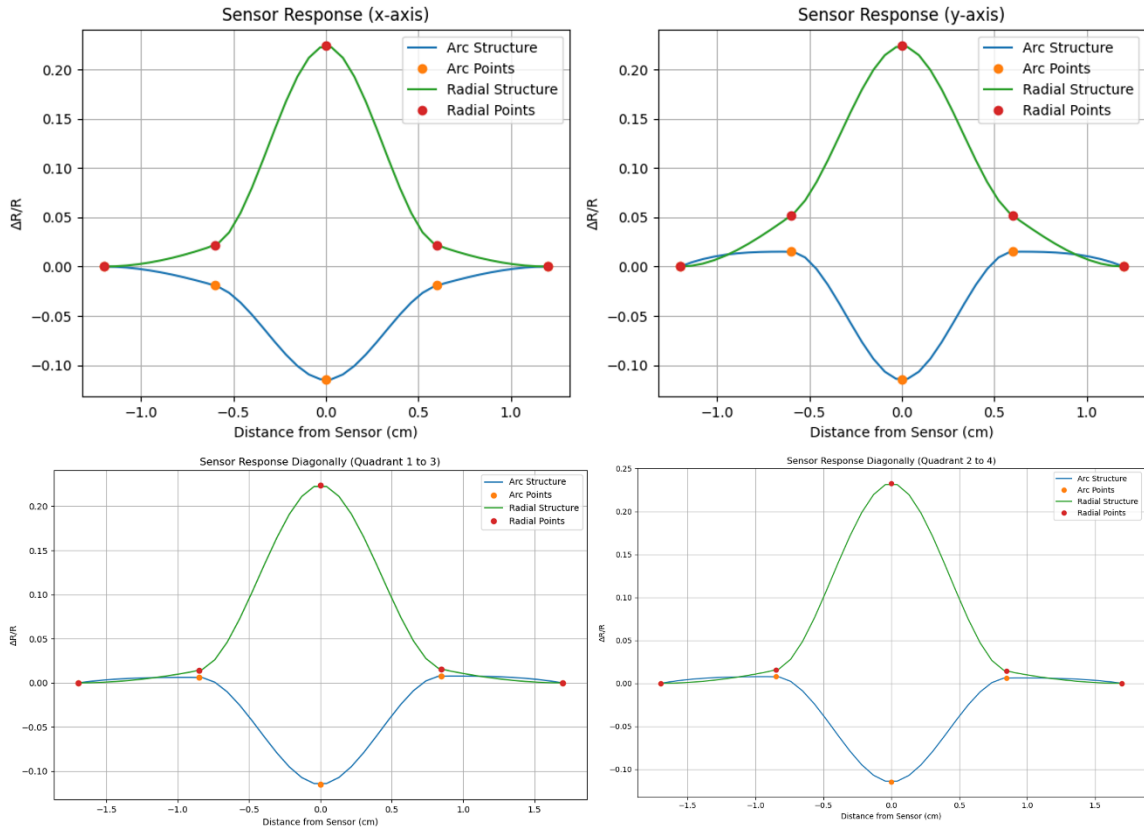 Sensor Response (x-axis)
Arc Structure
Arc Points
Radial Structure
Radial Points
0.20
0.15
0.10
0.05
0.00
−0.05
−0.10
ΔR/R
−1.0
−0.5
0.0
0.5
1.0
Distance from Sensor (cm)
Sensor Response (y-axis)
Arc Structure
Arc Points
Radial Structure
Radial Points
0.20
0.15
0.10
0.05
0.00
−0.05
−0.10
ΔR/R
−1.0
−0.5
0.0
0.5
1.0
Distance from Sensor (cm)
Sensor Response Diagonally (Quadrant 1 to 3)
Arc Structure
Arc Points
Radial Structure
Radial Points
0.20
0.15
0.10
0.05
0.00
−0.05
−0.10
ΔR/R
−1.5
−1.0
−0.5
0.0
0.5
1.0
1.5
Distance from Sensor (cm)
Sensor Response Diagonally (Quadrant 2 to 4)
Arc Structure
Arc Points
Radial Structure
Radial Points
0.25
0.20
0.15
0.10
0.05
0.00
−0.05
−0.10
ΔR/R
−1.5
−1.0
−0.5
0.0
0.5
1.0
1.5
Distance from Sensor (cm)